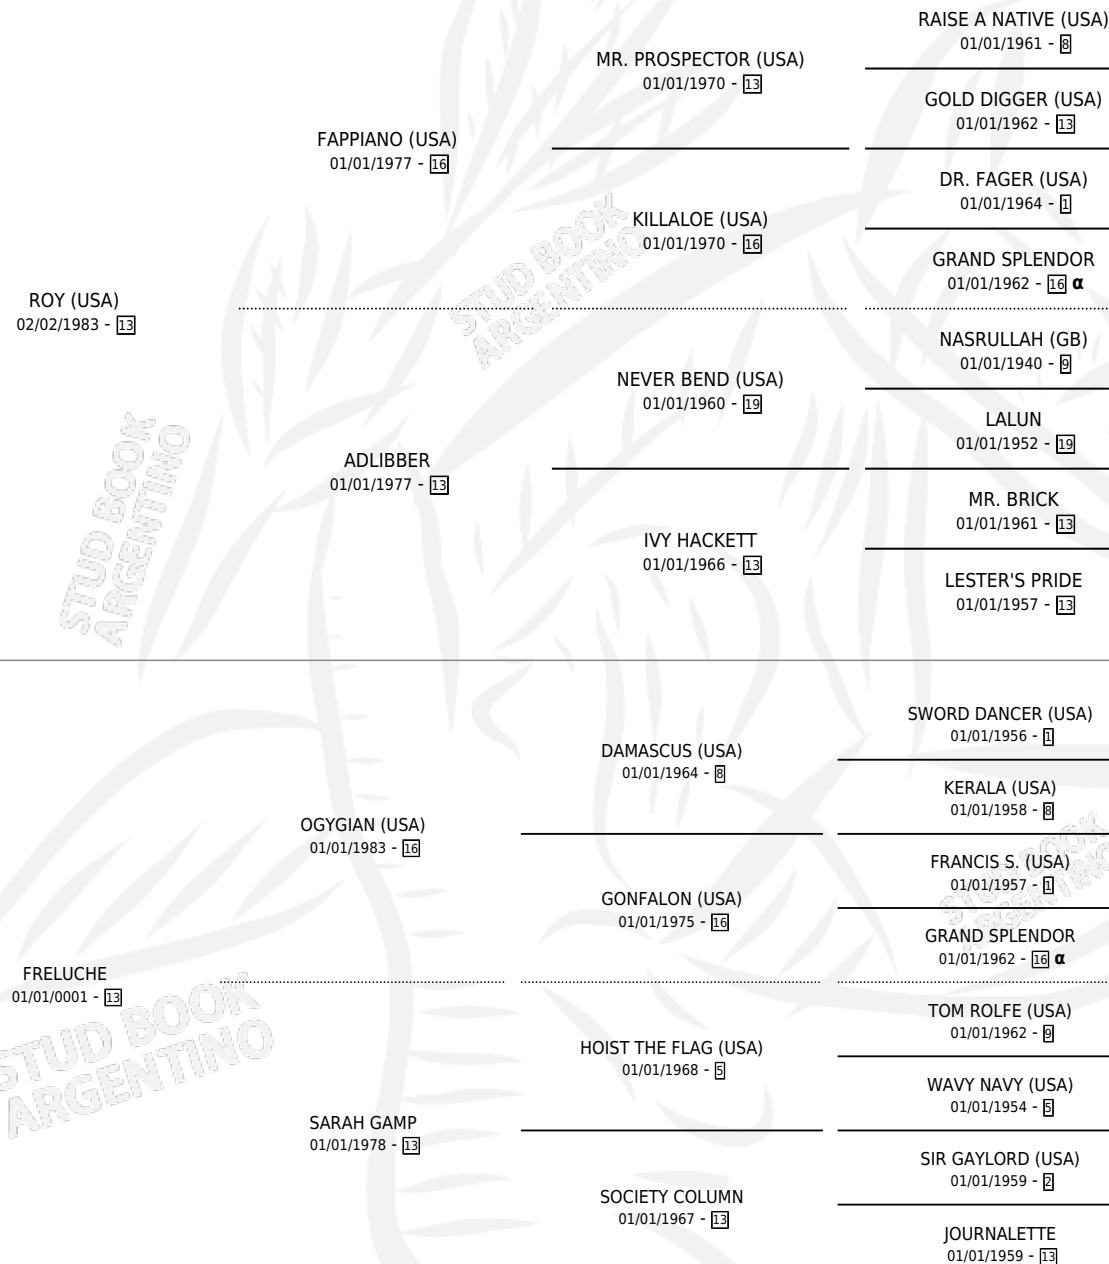 RAISE A NATIVE (USA)
01/01/1961 - 8
MR. PROSPECTOR (USA)
01/01/1970 - 13
GOLD DIGGER (USA)
01/01/1962 - 13
FAPPIANO (USA)
01/01/1977 - 16
DR. FAGER (USA)
01/01/1964 - 1
KILLALOE (USA)
01/01/1970 - 16
GRAND SPLENDOR
01/01/1962 - 16 α
ROY (USA)
02/02/1983 - 13
NASRULLAH (GB)
01/01/1940 - 9
NEVER BEND (USA)
01/01/1960 - 19
LALUN
01/01/1952 - 19
ADLIBBER
01/01/1977 - 13
MR. BRICK
01/01/1961 - 13
IVY HACKETT
01/01/1966 - 13
LESTER'S PRIDE
01/01/1957 - 13
SWORD DANCER (USA)
01/01/1956 - 1
DAMASCUS (USA)
01/01/1964 - 8
KERALA (USA)
01/01/1958 - 8
OGYGIAN (USA)
01/01/1983 - 16
FRANCIS S. (USA)
01/01/1957 - 1
GONFALON (USA)
01/01/1975 - 16
GRAND SPLENDOR
01/01/1962 - 16 α
FRELUCHE
01/01/0001 - 13
TOM ROLFE (USA)
01/01/1962 - 9
HOIST THE FLAG (USA)
01/01/1968 - 5
WAVY NAVY (USA)
01/01/1954 - 5
SARAH GAMP
01/01/1978 - 13
SIR GAYLORD (USA)
01/01/1959 - 2
SOCIETY COLUMN
01/01/1967 - 13
JOURNALETTE
01/01/1959 - 13
STUD BOOK
ARGENTINO
STUD BOOK
ARGENTINO
STUD BOOK
ARGENTINO
STUD BOOK
ARGENTINO